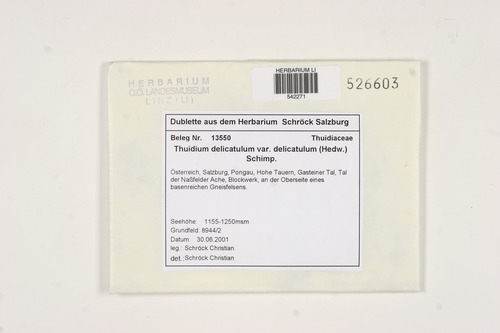 HERBARIUM
O.Ö. LANDESMUSEUM
LINZ (LI)
HERBARIUM LI
542271
526603
Dublette aus dem Herbarium Schröck Salzburg
Beleg Nr. 13550 Thuidiaceae
Thuidium delicatulum var. delicatulum (Hedw.)
Schimp.
Österreich, Salzburg, Pongau, Hohe Tauern, Gasteiner Tal, Tal
der Naßfelder Ache, Blockwerk, an der Oberseite eines
basenreichen Gneisfelsens.
Seehöhe: 1155-1250msm
Grundfeld: 8944/2
Datum: 30.06.2001
leg.: Schröck Christian
det.: Schröck Christian